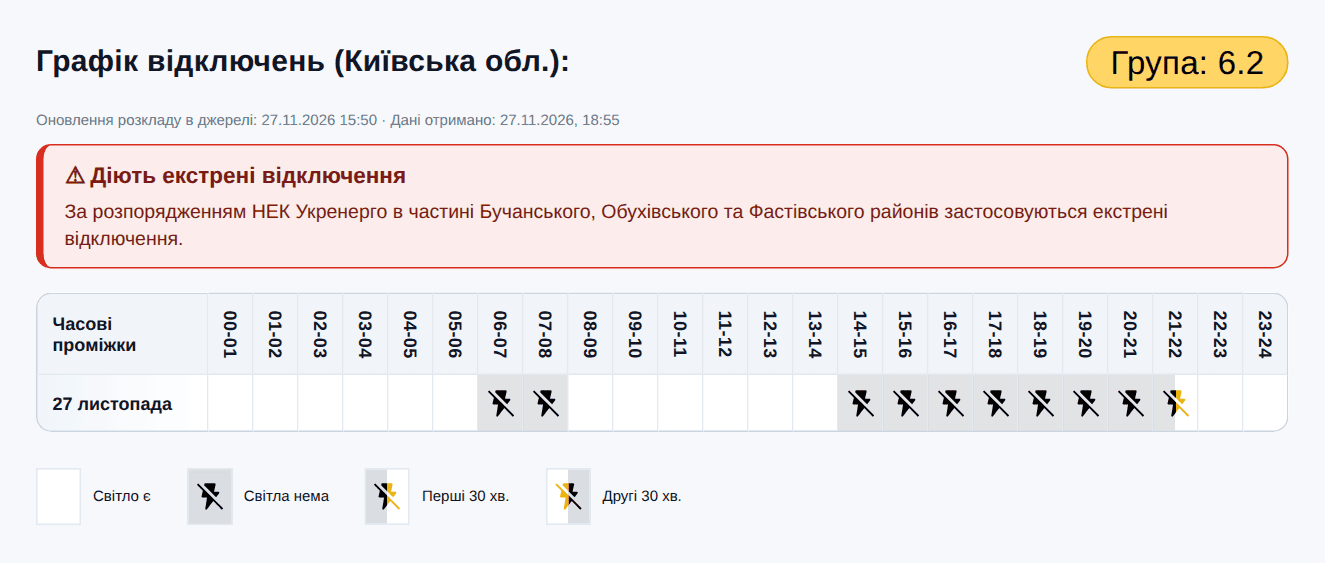 Графік відключень (Київська обл.):
Група: 6.2
Оновлення розкладу в джерелі: 27.11.2026 15:50 · Дані отримано: 27.11.2026, 18:55
⚠ Діють екстрені відключення
За розпорядженням НЕК Укренерго в частині Бучанського, Обухівського та Фастівського районів застосовуються екстрені
відключення.
Часові
проміжки
00-01
01-02
02-03
03-04
04-05
05-06
06-07
07-08
08-09
09-10
10-11
11-12
12-13
13-14
14-15
15-16
16-17
17-18
18-19
19-20
20-21
21-22
22-23
23-24
27 листопада
Світло є
Світла нема
Перші 30 хв.
Другі 30 хв.